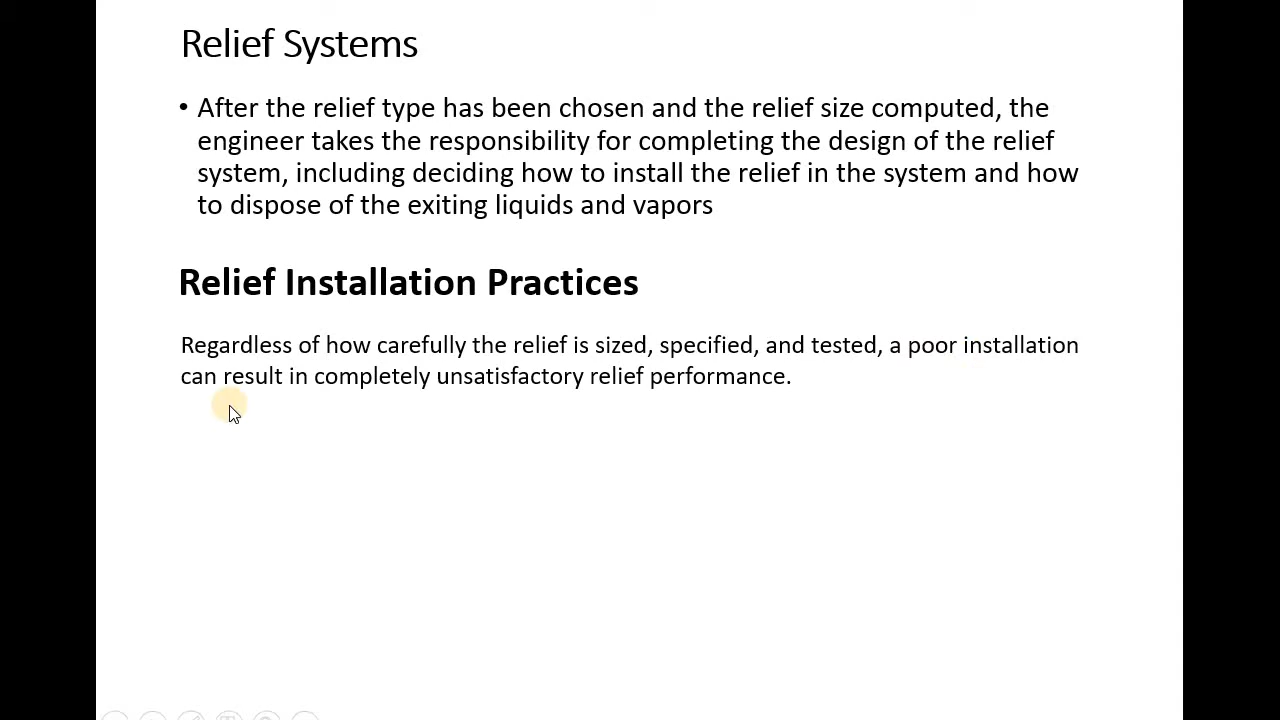 Relief Systems
• After the relief type has been chosen and the relief size computed, the
engineer takes the responsibility for completing the design of the relief
system, including deciding how to install the relief in the system and how
to dispose of the exiting liquids and vapors
Relief Installation Practices
Regardless of how carefully the relief is sized, specified, and tested, a poor installation
can result in completely unsatisfactory relief performance.